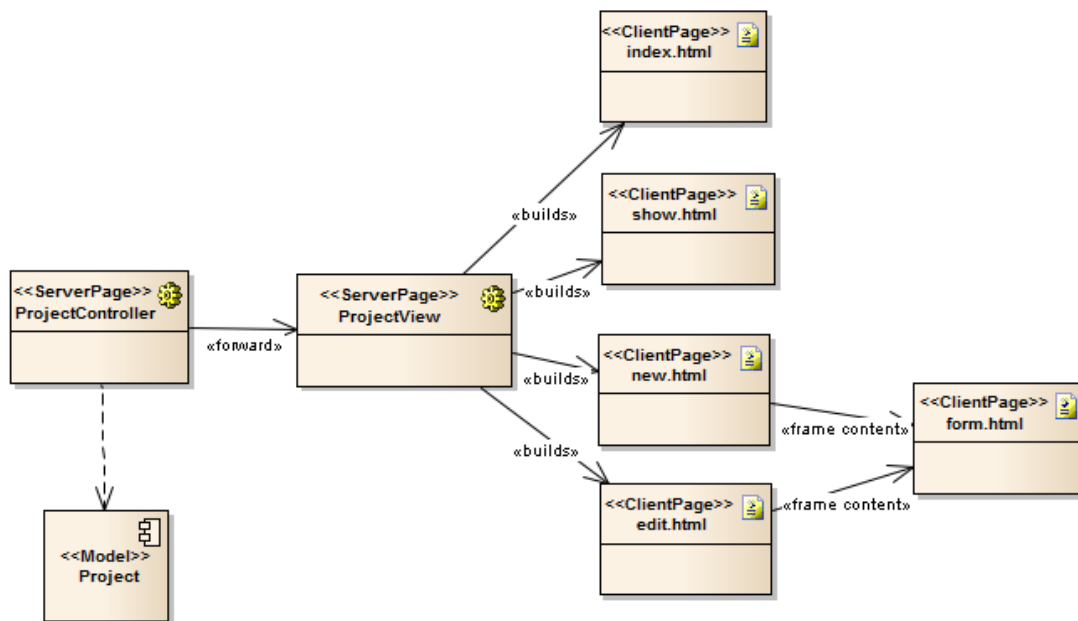 <<ClientPage>>
index.html
<<ClientPage>>
show.html
«builds»
«builds»
<<ServerPage>>
ProjectController
<<ServerPage>>
ProjectView
«forward»
<<ClientPage>>
new.html
«builds»
<<ClientPage>>
form.html
«frame content»
«builds»
<<ClientPage>>
edit.html
«frame content»
<<Model>>
Project